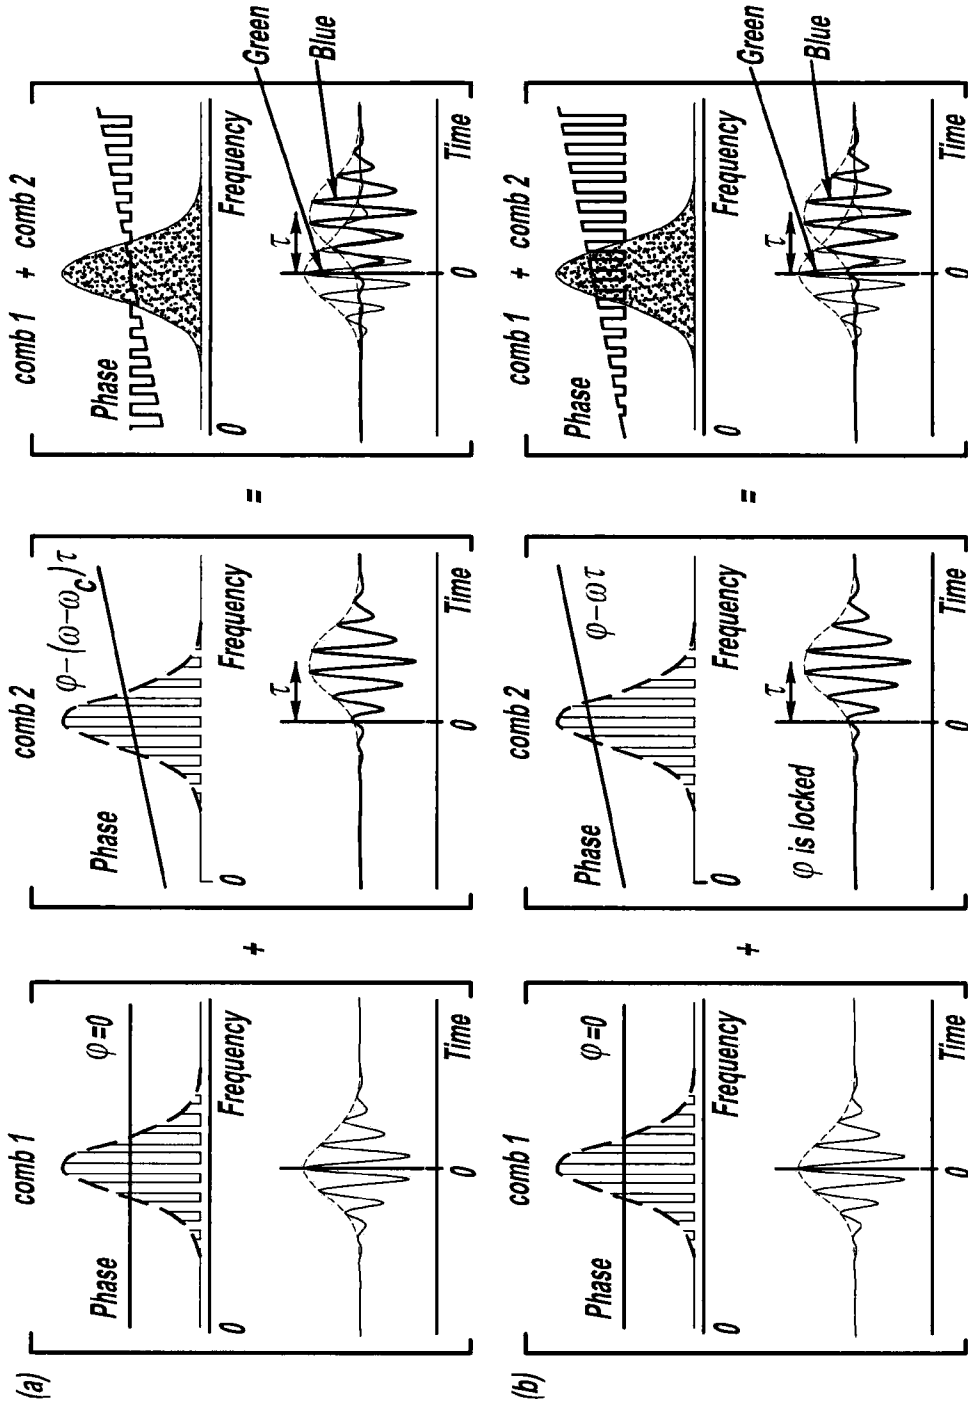 (a)
comb 1
Phase
φ=0
0
Frequency
0
Time
+
comb 2
Phase
φ-(ω-ω_c)τ
0
Frequency
τ
0
Time
=
comb 1 + comb 2
Phase
0
Frequency
τ
Green
Blue
0
Time
(b)
comb 1
Phase
φ=0
0
Frequency
0
Time
+
comb 2
Phase
φ-ωτ
0
Frequency
φ is locked
τ
0
Time
=
comb 1 + comb 2
Phase
0
Frequency
τ
Green
Blue
0
Time